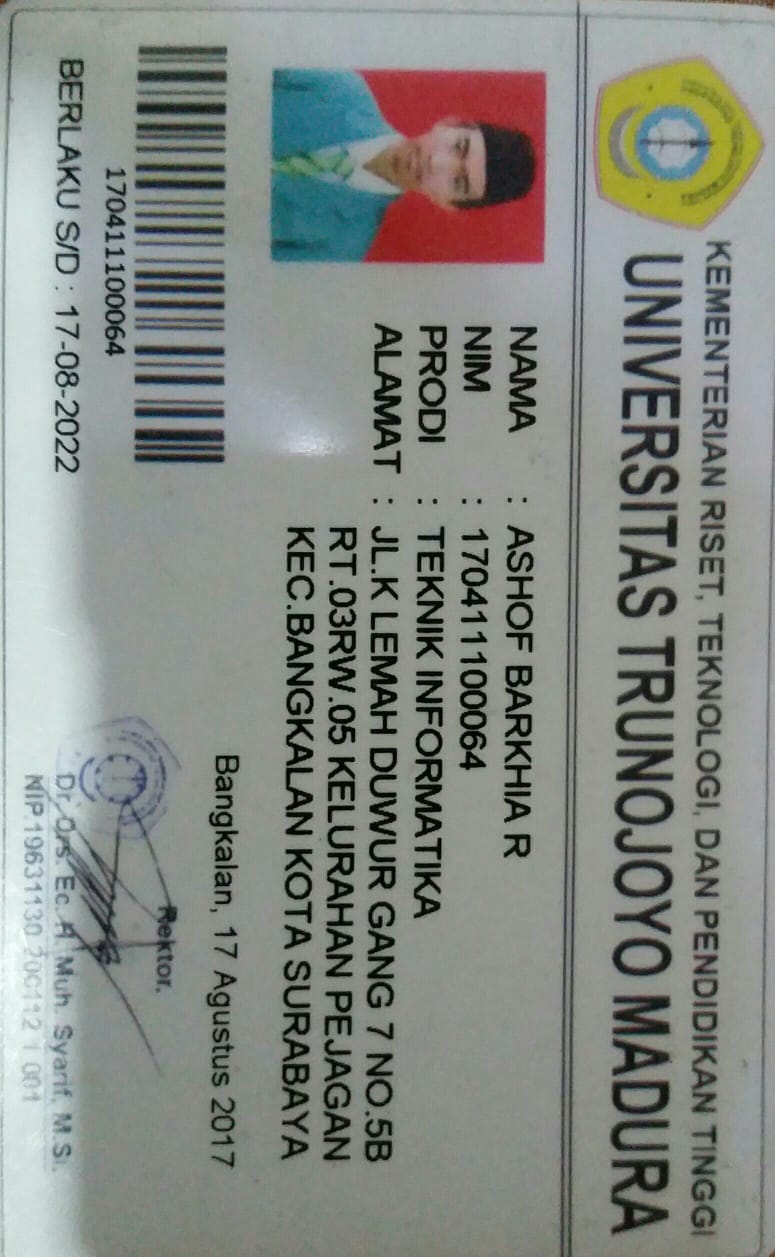 KEMENTERIAN RISET, TEKNOLOGI, DAN PENDIDIKAN TINGGI
UNIVERSITAS TRUNOJOYO MADURA
NAMA : ASHOF BARKHIA R
NIM : 170411100064
PRODI : TEKNIK INFORMATIKA
ALAMAT : JL.K LEMAH DUWUR GANG 7 NO.5B
RT.03RW.05 KELURAHAN PEJAGAN
KEC.BANGKALAN KOTA SURABAYA
Bangkalan, 17 Agustus 2017
Rektor,
170411100064
BERLAKU S/D : 17-08-2022
Dr. Drs. Ec. H. Muh. Syarif, M.Si.
NIP.19631130 200112 1 001